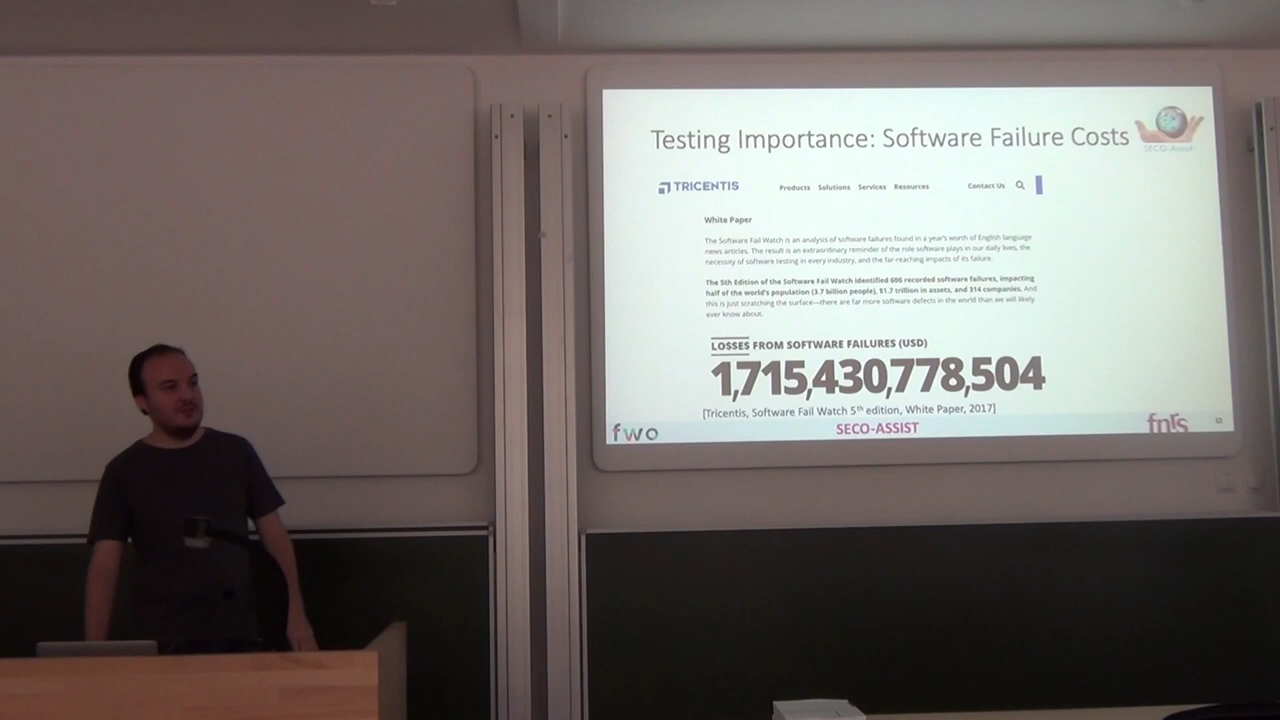 Testing Importance: Software Failure Costs
SECO-Assist
TRICENTIS
Products Solutions Services Resources Contact Us
White Paper
The Software Fail Watch is an analysis of software failures found in a year's worth of English language
news articles. The result is an extraordinary reminder of the role software plays in our daily lives, the
necessity of software testing in every industry, and the far-reaching impacts of its failure.
The 5th Edition of the Software Fail Watch identified 606 recorded software failures, impacting
half of the world's population (3.7 billion people), $1.7 trillion in assets, and 314 companies. And
this is just scratching the surface—there are far more software defects in the world than we will likely
ever know about.
LOSSES FROM SOFTWARE FAILURES (USD)
1,715,430,778,504
[Tricentis, Software Fail Watch 5th edition, White Paper, 2017]
fwo
SECO-ASSIST
fnrs